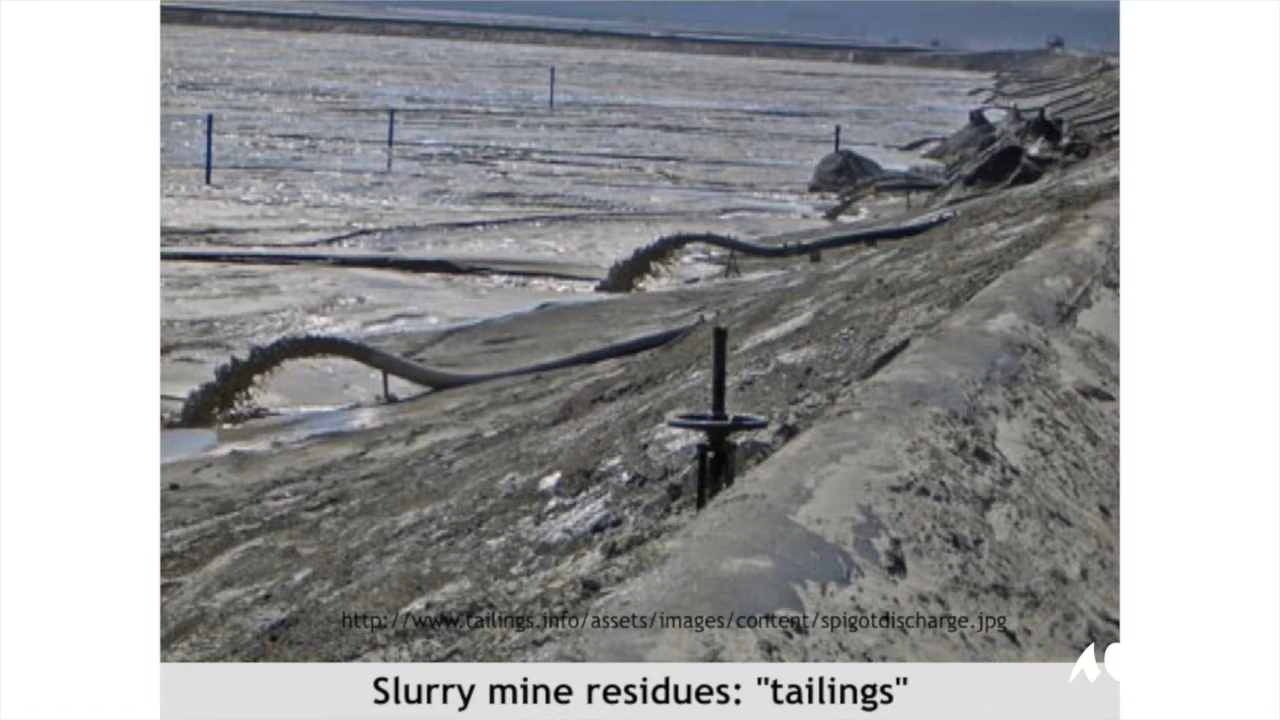 http://www.tailings.info/assets/images/content/spigotdischarge.jpg
Slurry mine residues: "tailings"